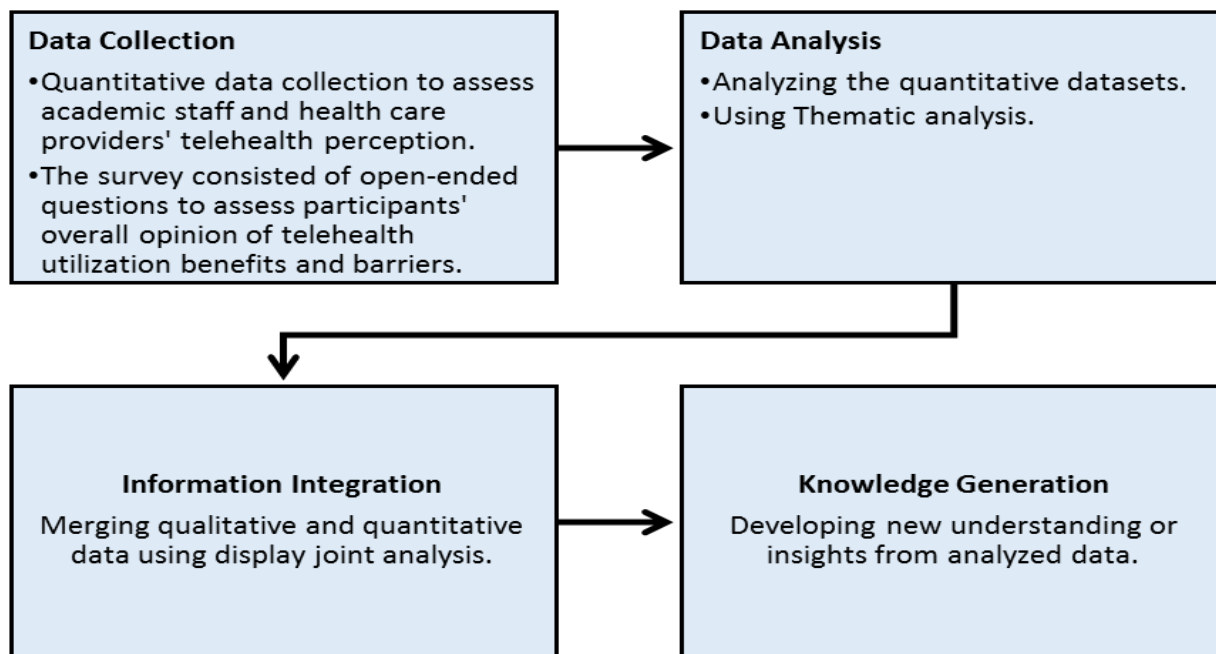 Data Collection
•Quantitative data collection to assess
academic staff and health care
providers' telehealth perception.
•The survey consisted of open-ended
questions to assess participants'
overall opinion of telehealth
utilization benefits and barriers.
Data Analysis
•Analyzing the quantitative datasets.
•Using Thematic analysis.
Information Integration
Merging qualitative and quantitative
data using display joint analysis.
Knowledge Generation
Developing new understanding or
insights from analyzed data.